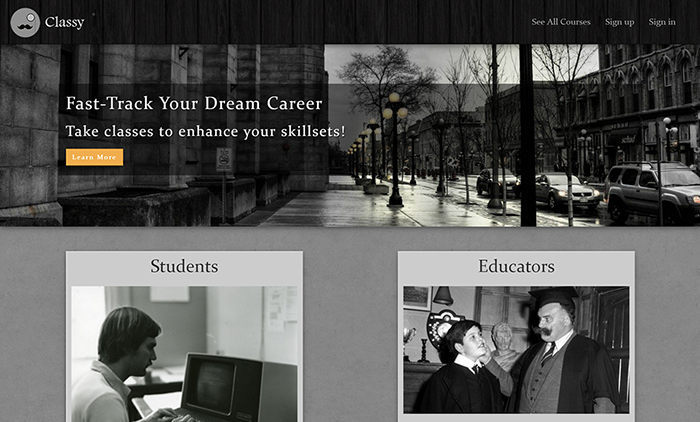 Classy
See All Courses
Sign up
Sign in
Fast-Track Your Dream Career
Take classes to enhance your skillsets!
Learn More
Students
Educators